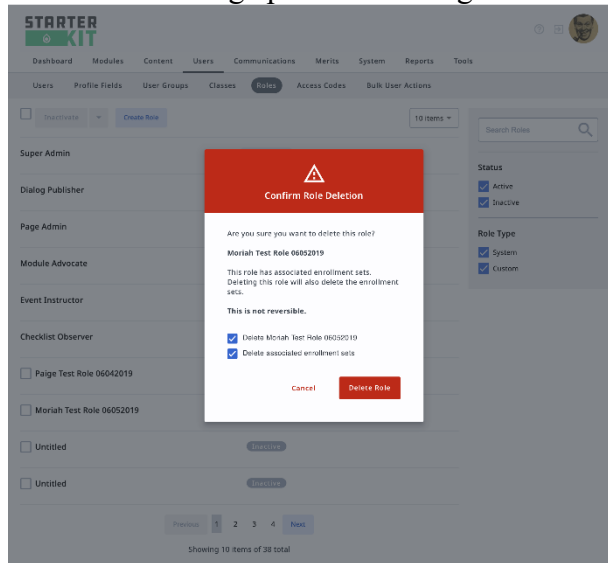 STARTER
KIT
Dashboard Modules Content Users Communications Merits System Reports Tools
Users Profile Fields User Groups Classes Roles Access Codes Bulk User Actions
Inactivate Create Role 10 items
Search Roles
Super Admin
Status
Dialog Publisher
Active
Inactive
Page Admin
Role Type
Module Advocate
System
Custom
Event Instructor
Checklist Observer
Paige Test Role 06042019
Moriah Test Role 06052019
Untitled Inactive
Untitled Inactive
Previous 1 2 3 4 Next
Showing 10 items of 38 total
Confirm Role Deletion
Are you sure you want to delete this role?
Moriah Test Role 06052019
This role has associated enrollment sets.
Deleting this role will also delete the enrollment
sets.
This is not reversible.
Delete Moriah Test Role 06052019
Delete associated enrollment sets
Cancel Delete Role